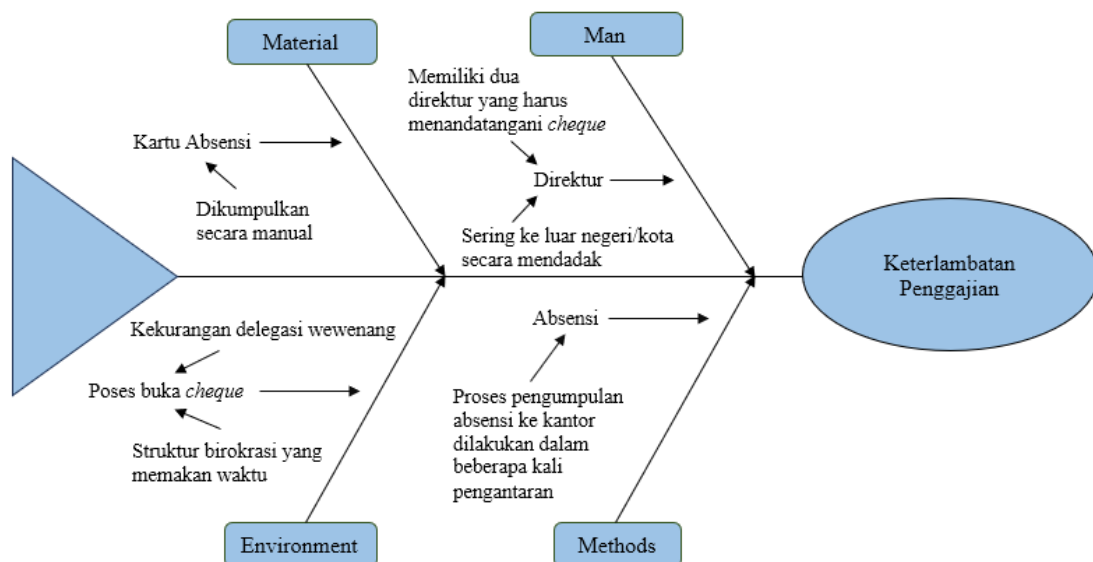 Material
Man
Memiliki dua
direktur yang harus
menandatangani cheque
Kartu Absensi
Direktur
Dikumpulkan
secara manual
Sering ke luar negeri/kota
secara mendadak
Keterlambatan
Penggajian
Kekurangan delegasi wewenang
Absensi
Poses buka cheque
Proses pengumpulan
absensi ke kantor
dilakukan dalam
beberapa kali
pengantaran
Struktur birokrasi yang
memakan waktu
Environment
Methods